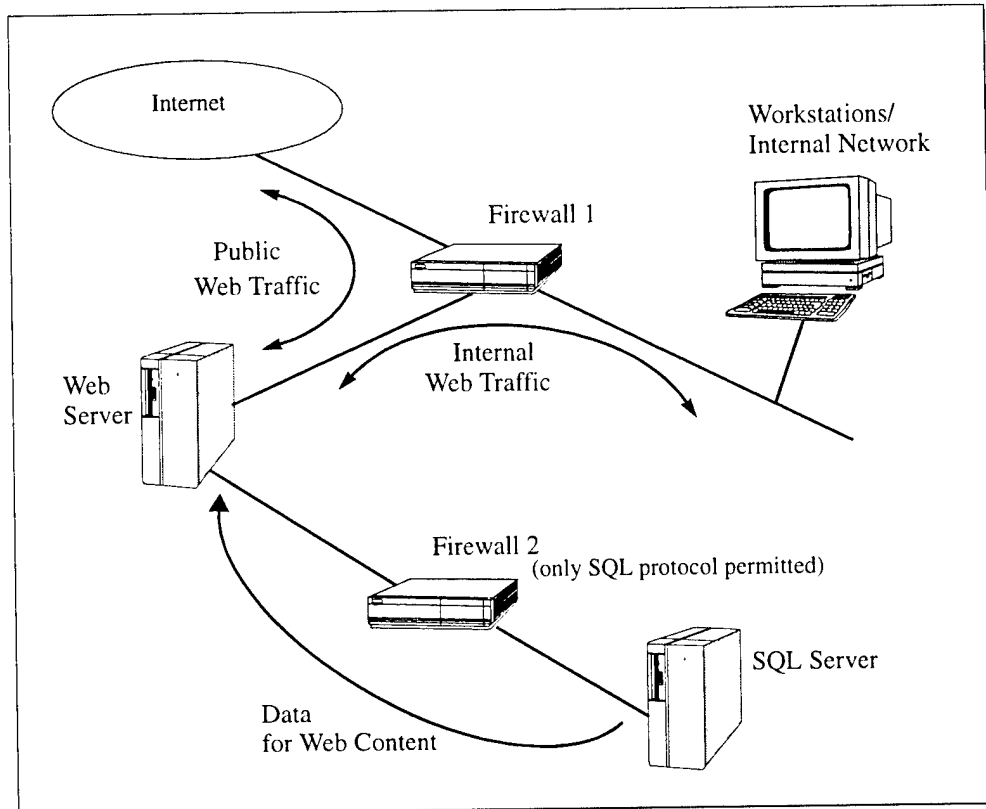 Internet
Workstations/
Internal Network
Firewall 1
Public
Web Traffic
Internal
Web Traffic
Web
Server
Firewall 2
(only SQL protocol permitted)
SQL Server
Data
for Web Content